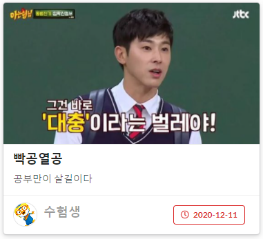 아는형님
jtbc
그건 바로
'대충'이라는 벌레야!
빡공열공
공부만이 살길이다
수험생
2020-12-11